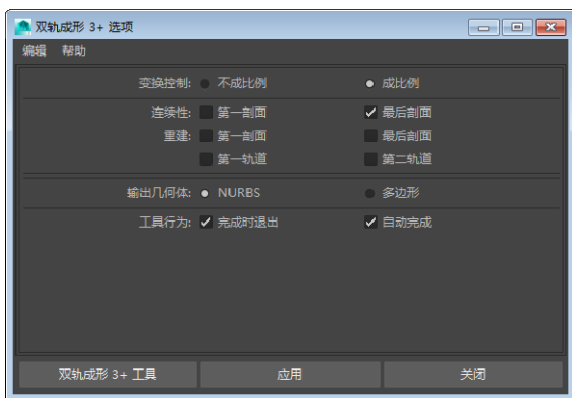 双轨成形 3+ 选项
编辑 帮助
变换控制: 不成比例 成比例
连续性: 第一剖面 最后剖面
重建: 第一剖面 最后剖面
第一轨道 第二轨道
输出几何体: NURBS 多边形
工具行为: 完成时退出 自动完成
双轨成形 3+ 工具 应用 关闭